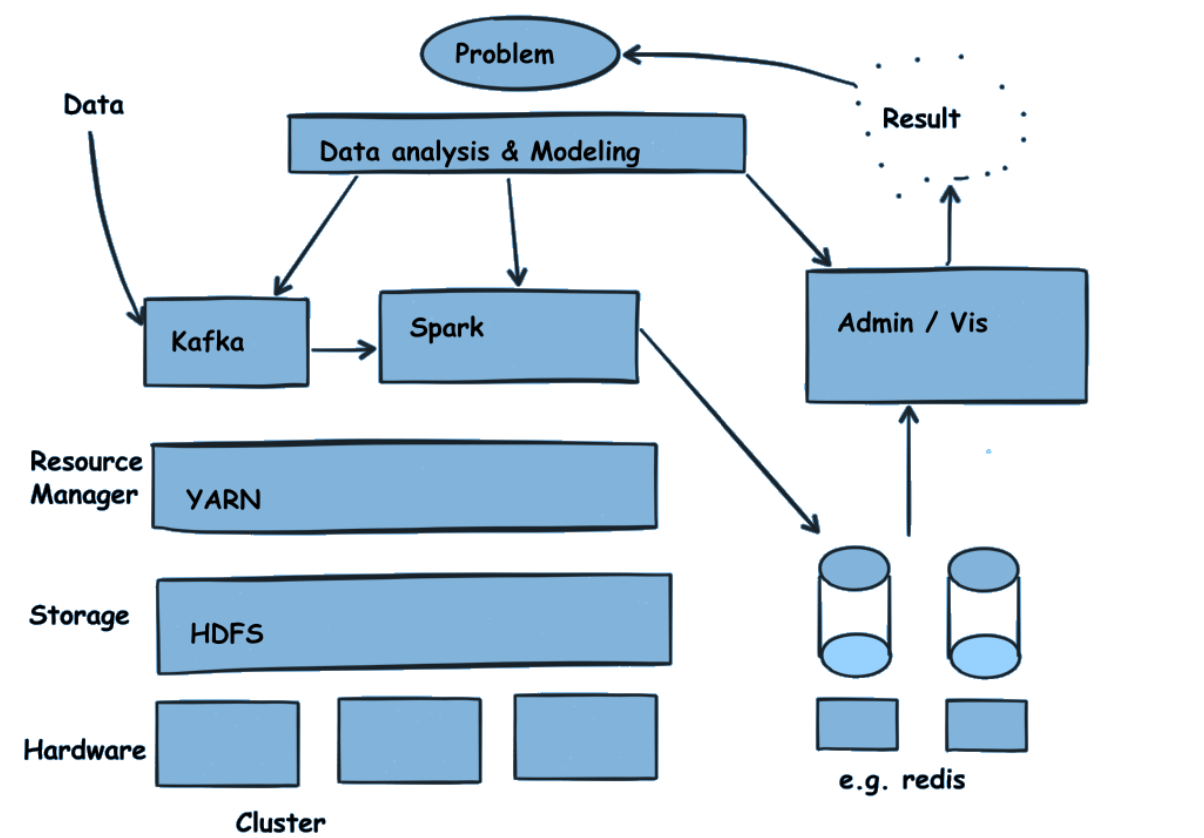 Problem
Data
Result
Data analysis & Modeling
Kafka
Spark
Admin / Vis
Resource
Manager
YARN
Storage
HDFS
Hardware
e.g. redis
Cluster